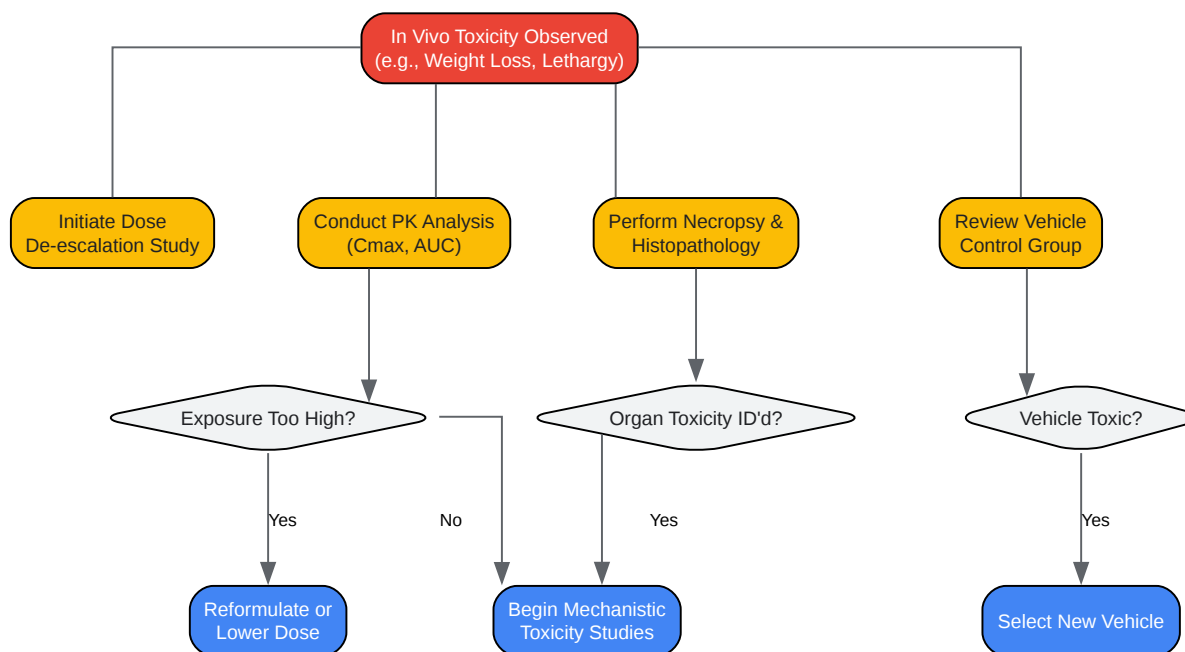 In Vivo Toxicity Observed
(e.g., Weight Loss, Lethargy)
Initiate Dose
De-escalation Study
Conduct PK Analysis
(Cmax, AUC)
Perform Necropsy &
Histopathology
Review Vehicle
Control Group
Exposure Too High?
Organ Toxicity ID'd?
Vehicle Toxic?
Yes
No
Yes
Yes
Reformulate or
Lower Dose
Begin Mechanistic
Toxicity Studies
Select New Vehicle